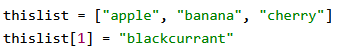 thislist = ["apple", "banana", "cherry"]
thislist[1] = "blackcurrant"